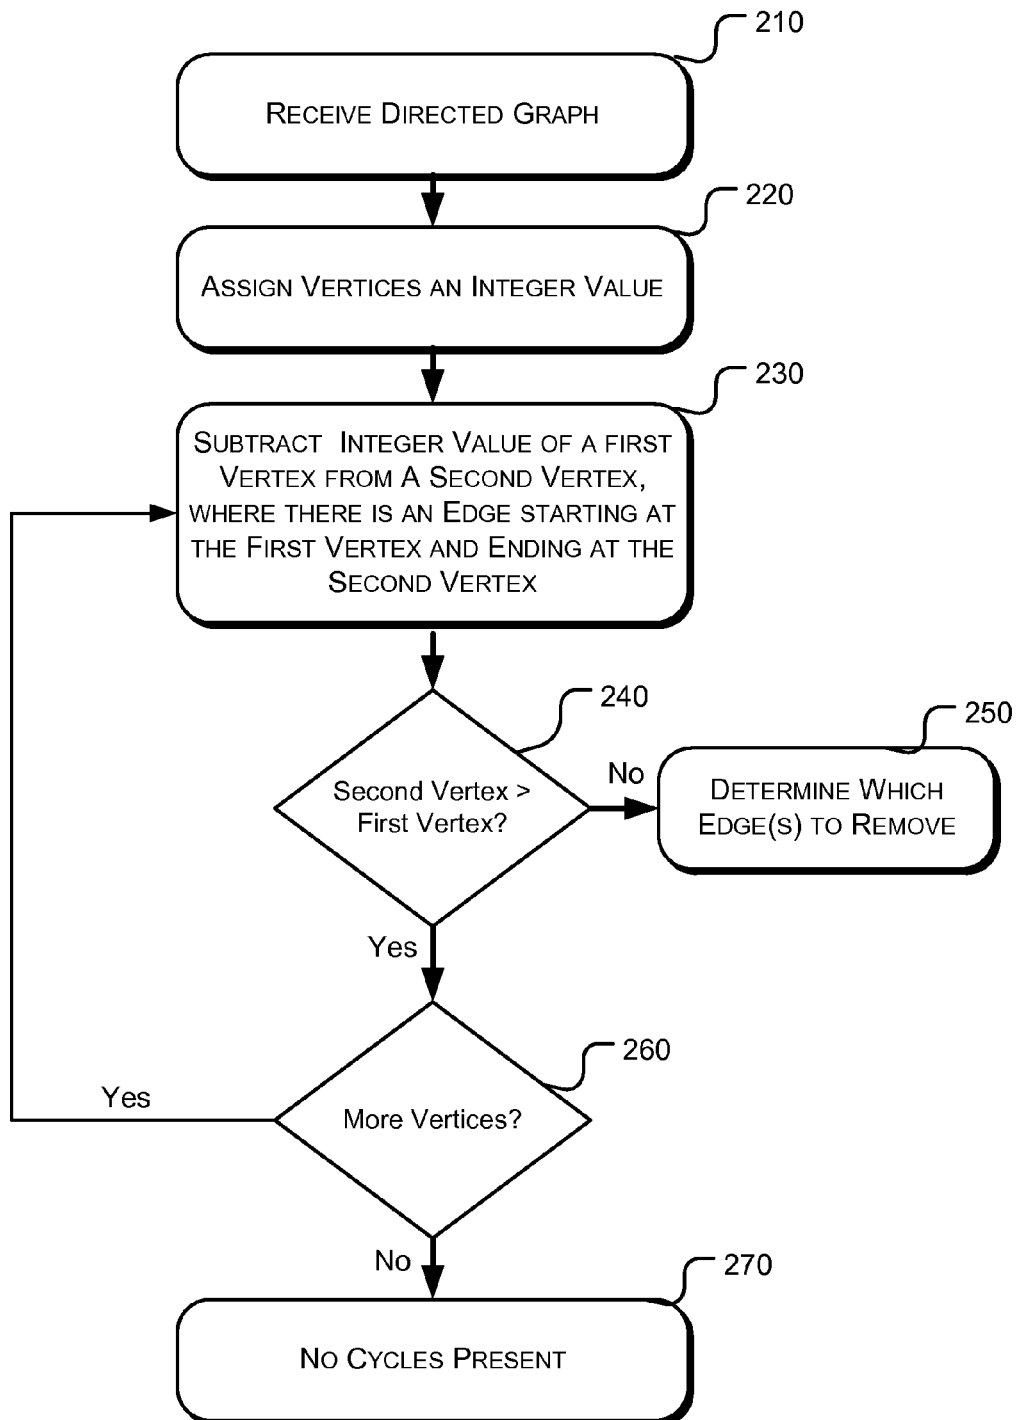 210
RECEIVE DIRECTED GRAPH
220
ASSIGN VERTICES AN INTEGER VALUE
230
SUBTRACT INTEGER VALUE OF A FIRST
VERTEX FROM A SECOND VERTEX,
WHERE THERE IS AN EDGE STARTING AT
THE FIRST VERTEX AND ENDING AT THE
SECOND VERTEX
240
Second Vertex >
First Vertex?
No
250
DETERMINE WHICH
EDGE(S) TO REMOVE
Yes
260
More Vertices?
Yes
No
270
NO CYCLES PRESENT